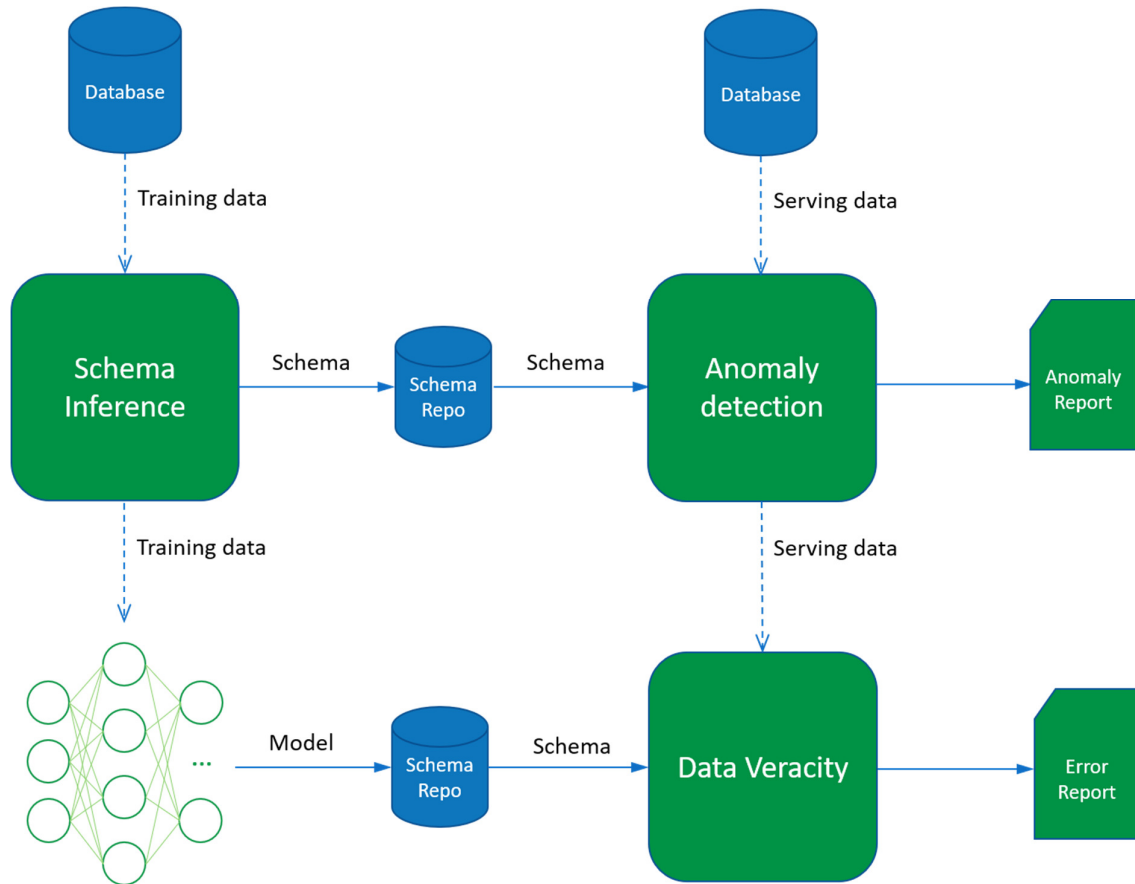 Database
Database
Training data
Serving data
Schema
Inference
Schema
Schema
Repo
Schema
Anomaly
detection
Anomaly
Report
Training data
Serving data
...
Model
Schema
Repo
Schema
Data Veracity
Error
Report